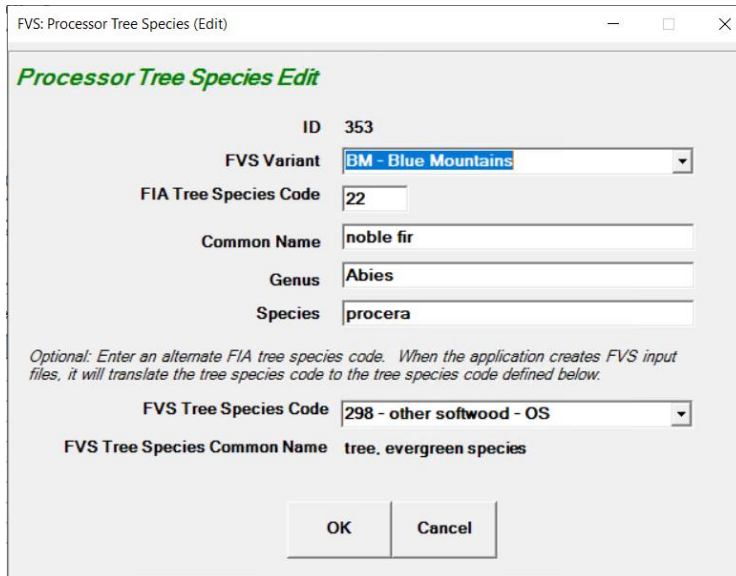 FVS: Processor Tree Species (Edit)
Processor Tree Species Edit
ID 353
FVS Variant BM - Blue Mountains
FIA Tree Species Code 22
Common Name noble fir
Genus Abies
Species procera
Optional: Enter an alternate FIA tree species code. When the application creates FVS input
files, it will translate the tree species code to the tree species code defined below.
FVS Tree Species Code 298 - other softwood - OS
FVS Tree Species Common Name tree, evergreen species
OK Cancel